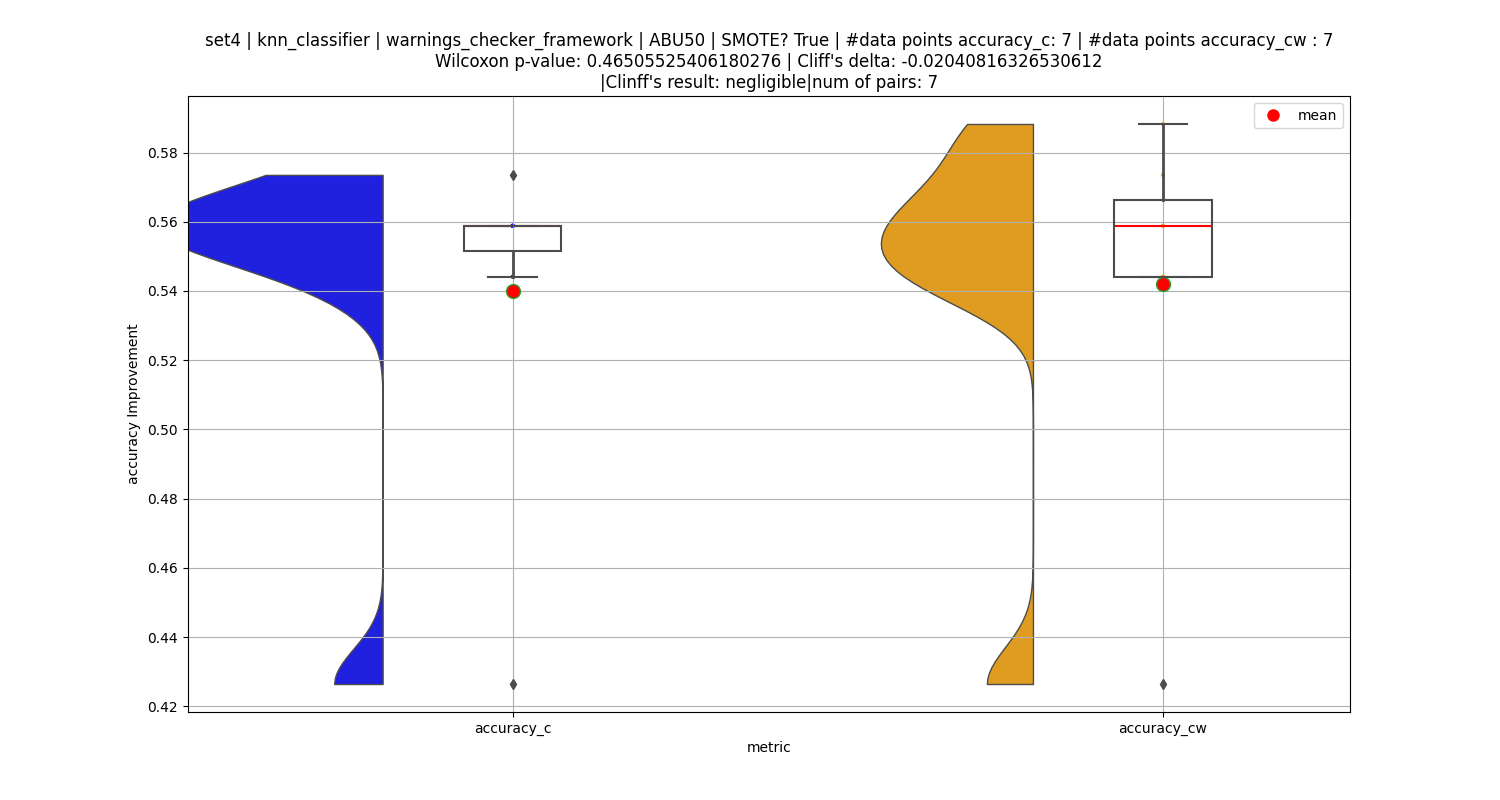 set4 | knn_classifier | warnings_checker_framework | ABU50 | SMOTE? True | #data points accuracy_c: 7 | #data points accuracy_cw : 7
Wilcoxon p-value: 0.46505525406180276 | Cliff's delta: -0.02040816326530612
|Clinff's result: negligible|num of pairs: 7
mean
0.58
0.56
0.54
0.52
0.50
0.48
0.46
0.44
0.42
accuracy Improvement
accuracy_c
accuracy_cw
metric